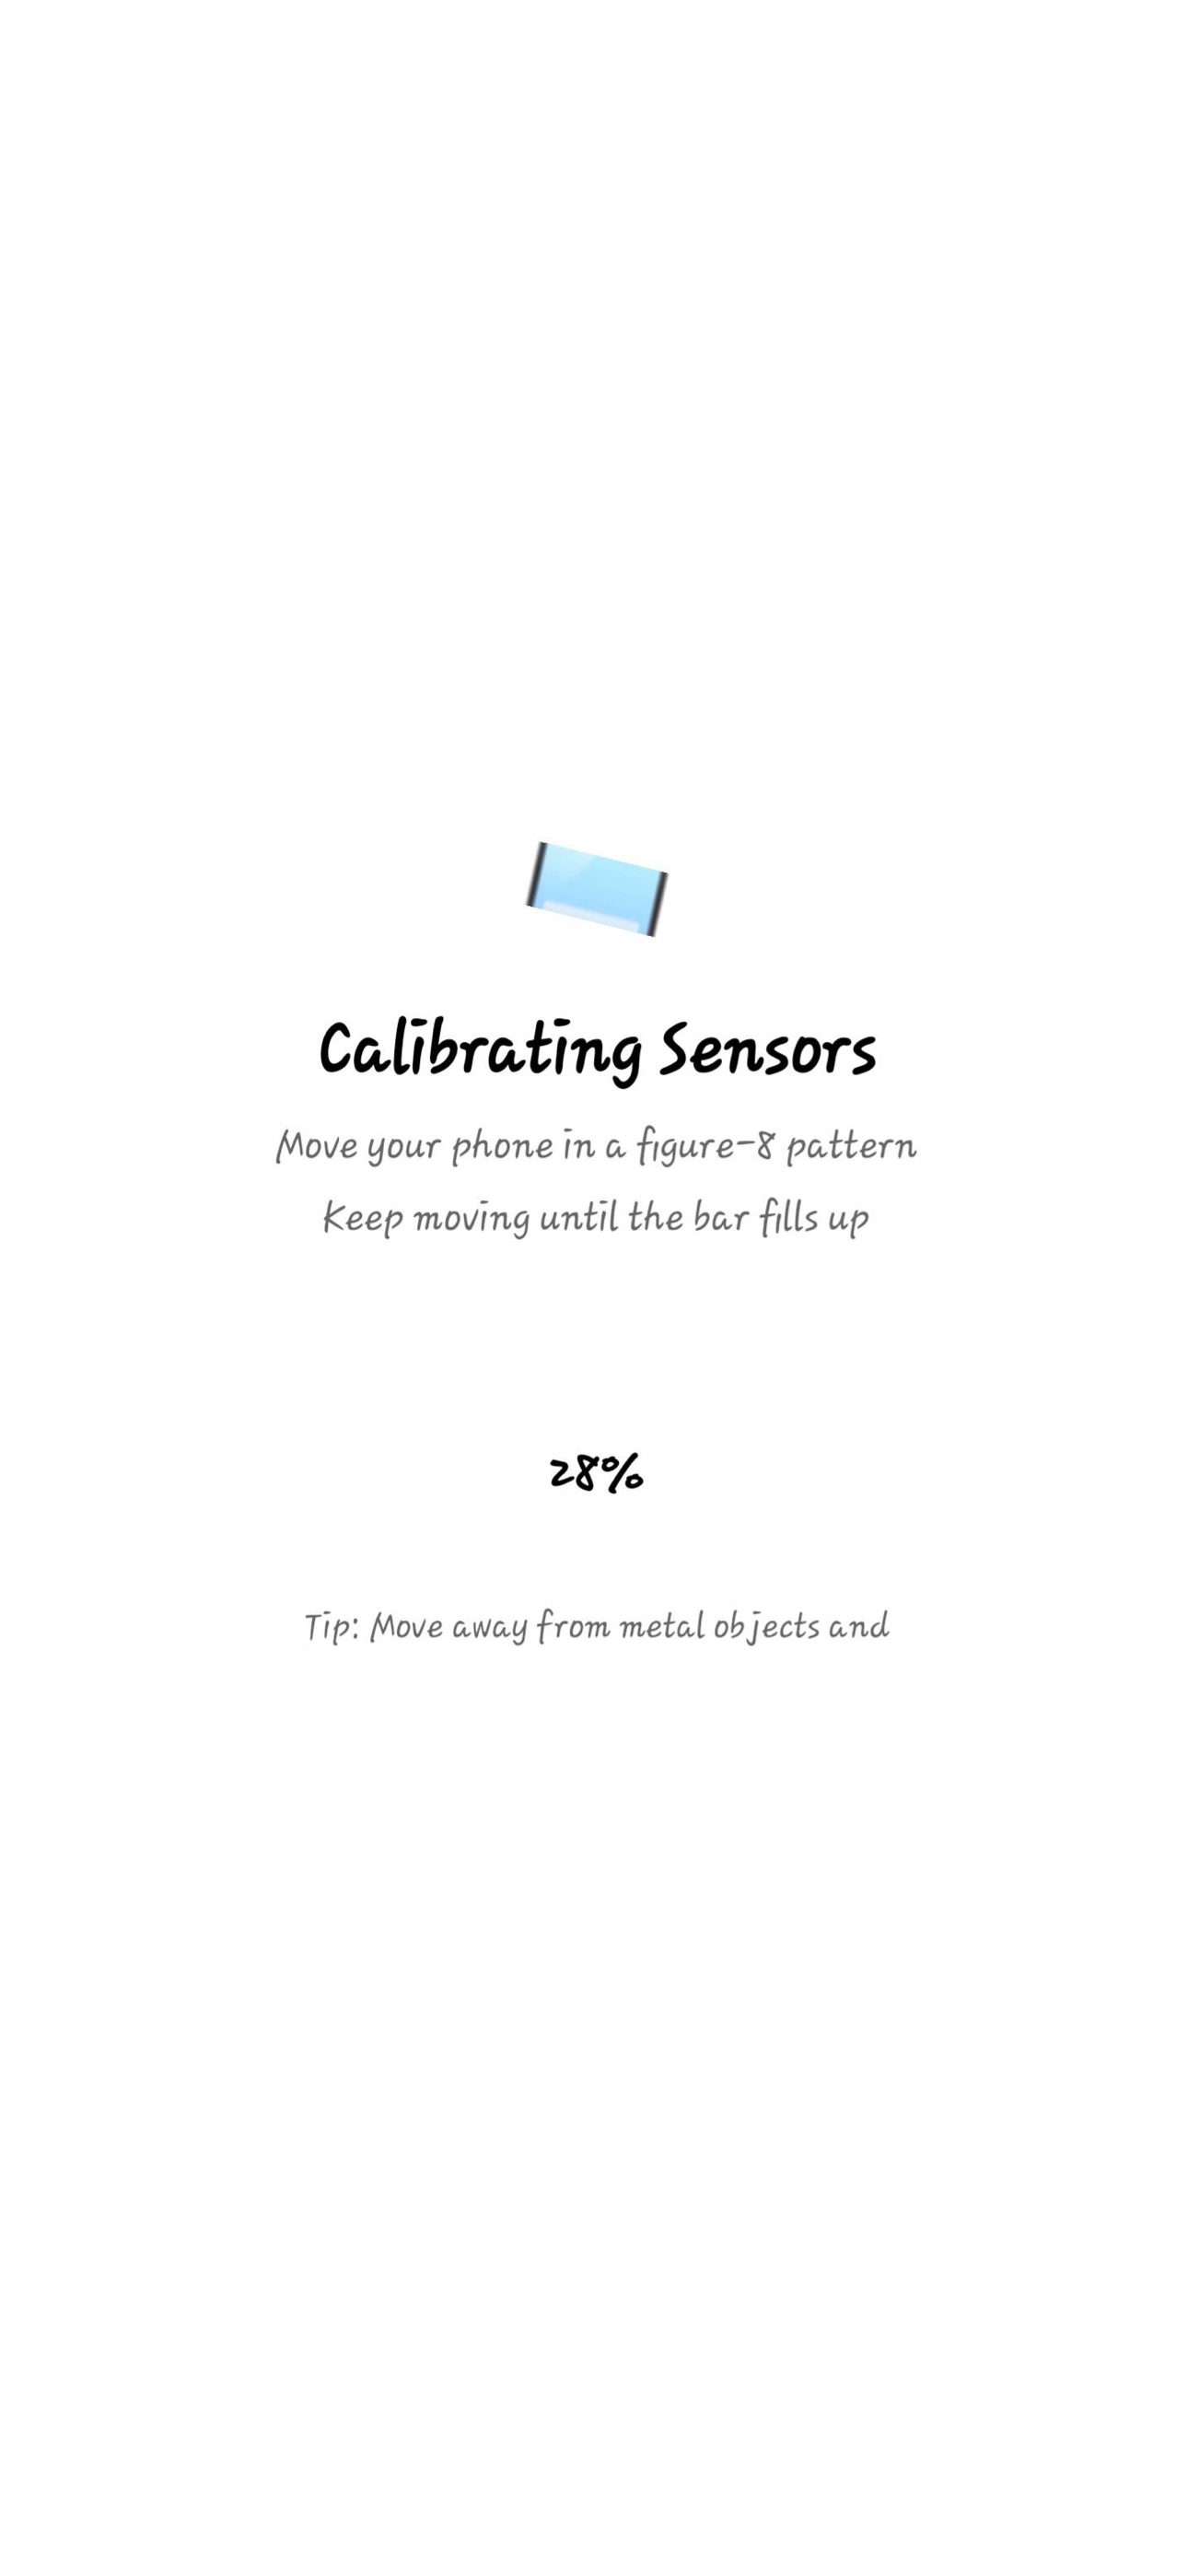 Calibrating Sensors
Move your phone in a figure-8 pattern
Keep moving until the bar fills up
28%
Tip: Move away from metal objects and